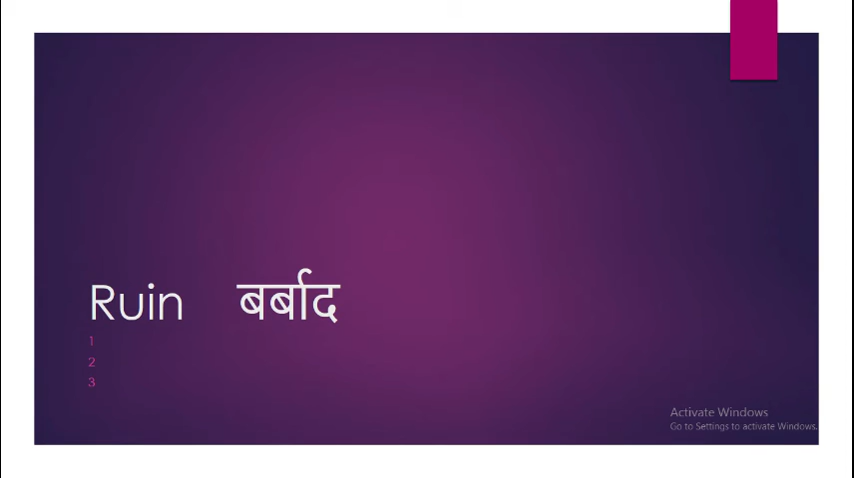 Ruin बर्बाद
1
2
3
Activate Windows
Go to Settings to activate Windows.